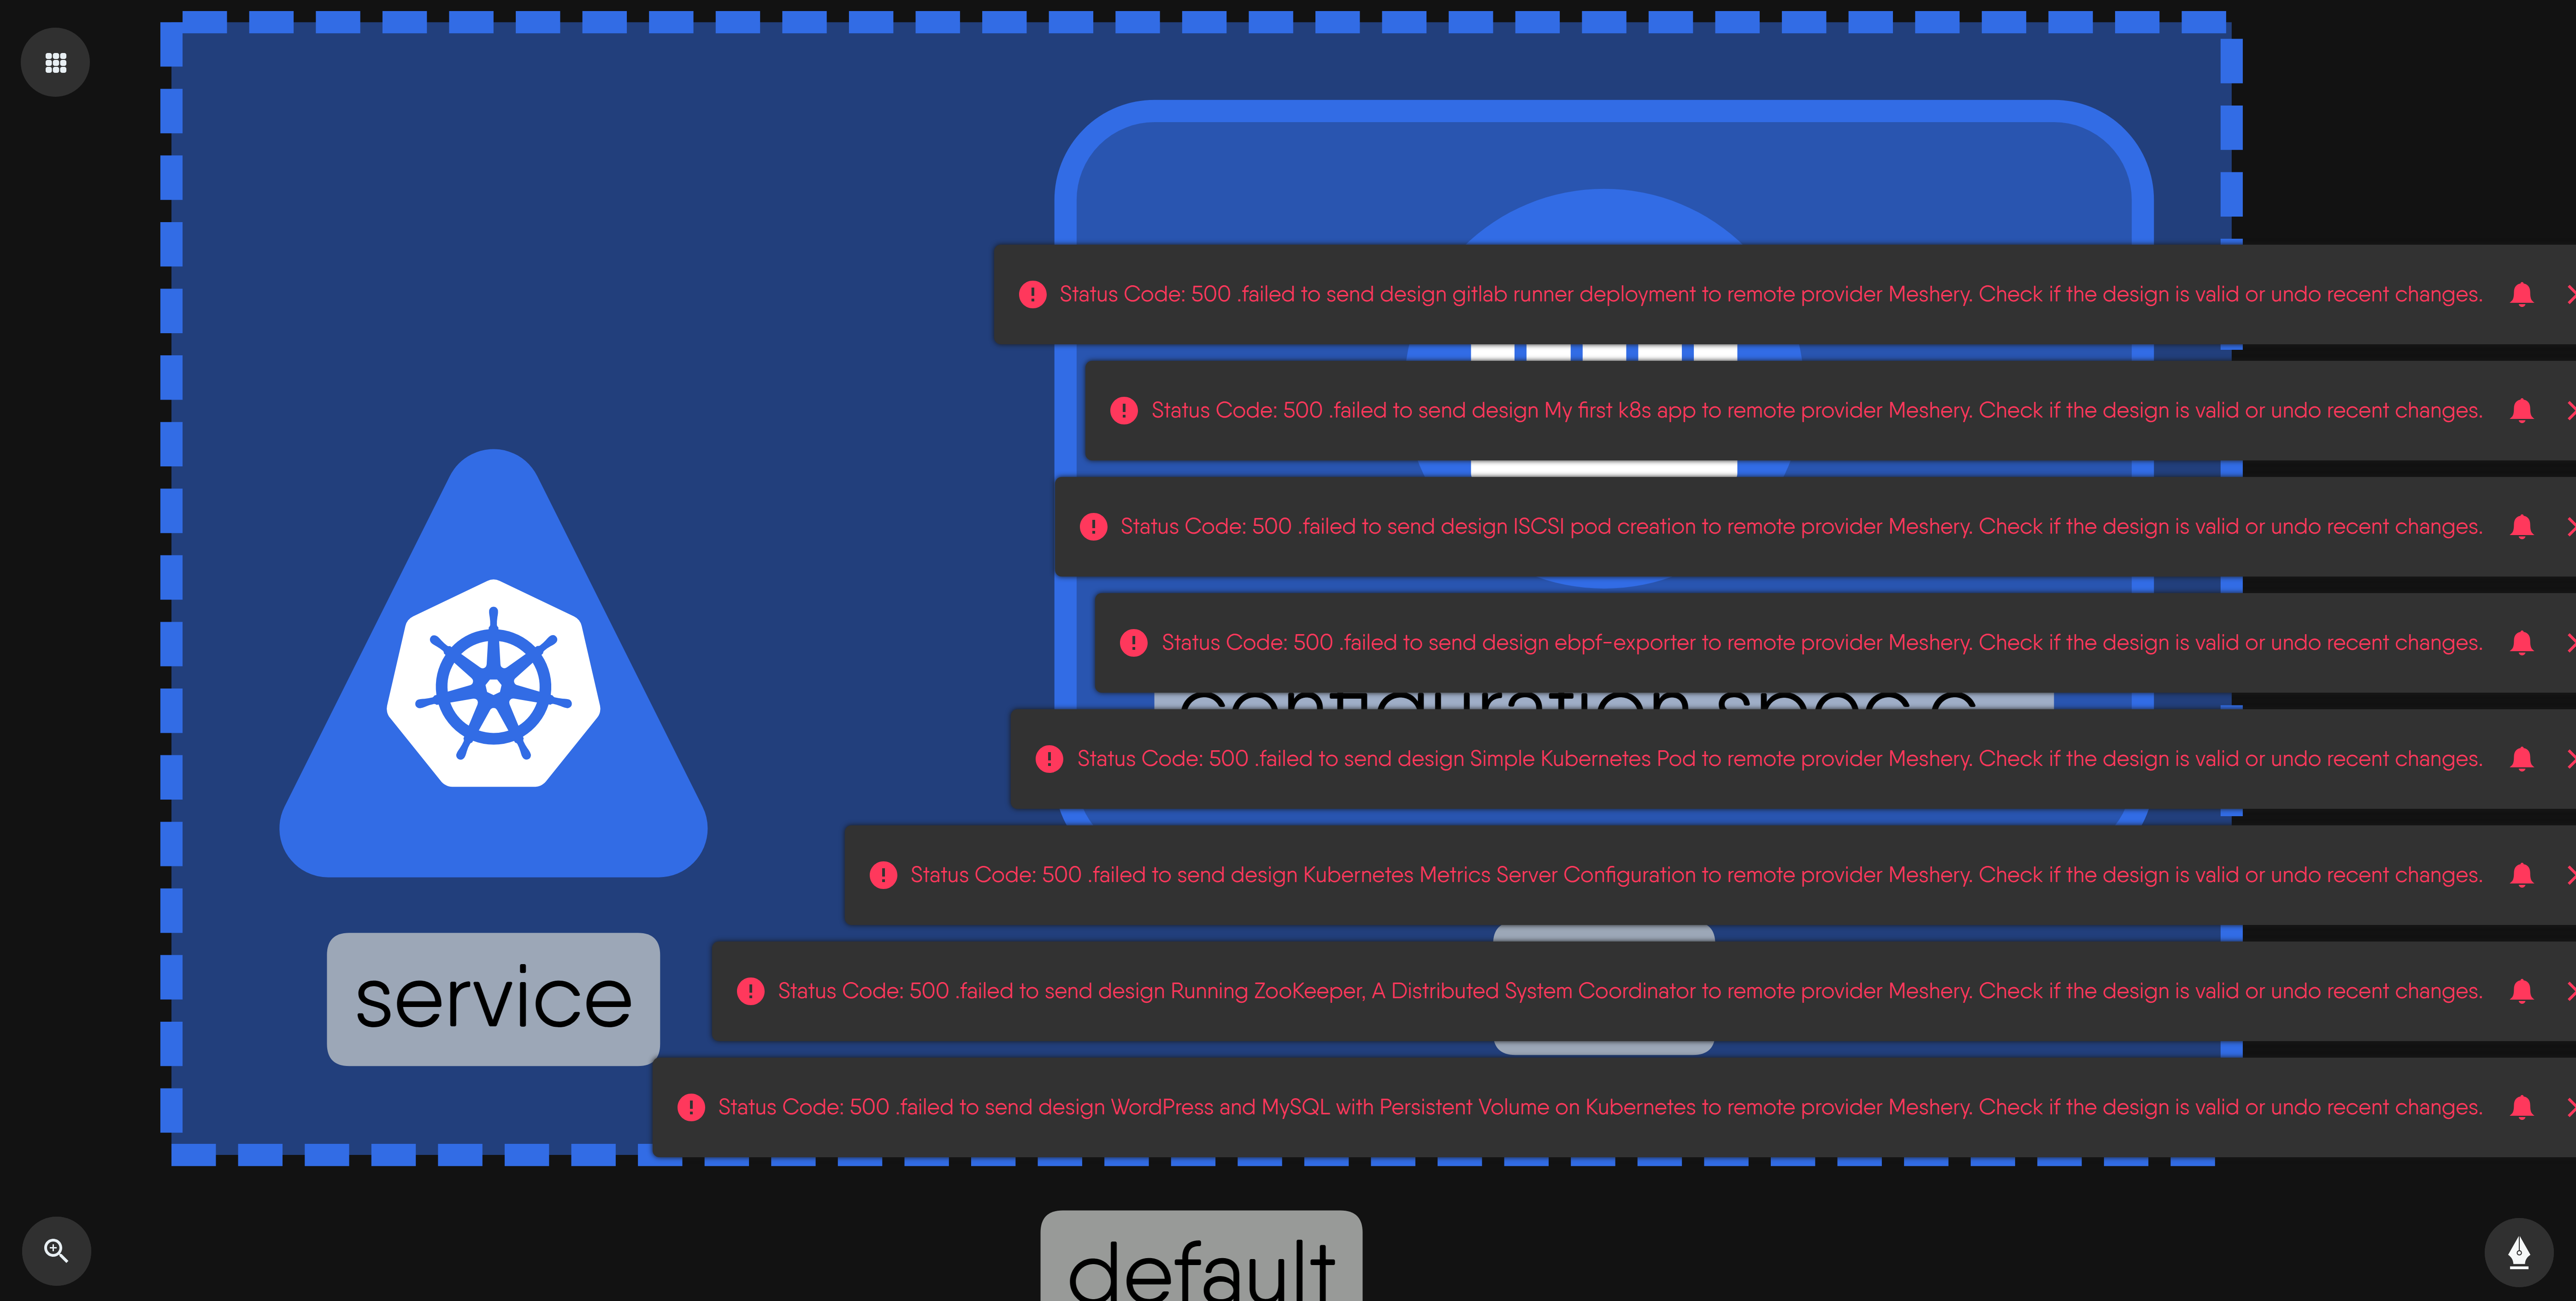 Status Code: 500 .failed to send design gitlab runner deployment to remote provider Meshery. Check if the design is valid or undo recent changes.
Status Code: 500 .failed to send design My first k8s app to remote provider Meshery. Check if the design is valid or undo recent changes.
Status Code: 500 .failed to send design ISCSI pod creation to remote provider Meshery. Check if the design is valid or undo recent changes.
Status Code: 500 .failed to send design ebpf-exporter to remote provider Meshery. Check if the design is valid or undo recent changes.
configuration spec c
Status Code: 500 .failed to send design Simple Kubernetes Pod to remote provider Meshery. Check if the design is valid or undo recent changes.
Status Code: 500 .failed to send design Kubernetes Metrics Server Configuration to remote provider Meshery. Check if the design is valid or undo recent changes.
Status Code: 500 .failed to send design Running ZooKeeper, A Distributed System Coordinator to remote provider Meshery. Check if the design is valid or undo recent changes.
service
Status Code: 500 .failed to send design WordPress and MySQL with Persistent Volume on Kubernetes to remote provider Meshery. Check if the design is valid or undo recent changes.
default